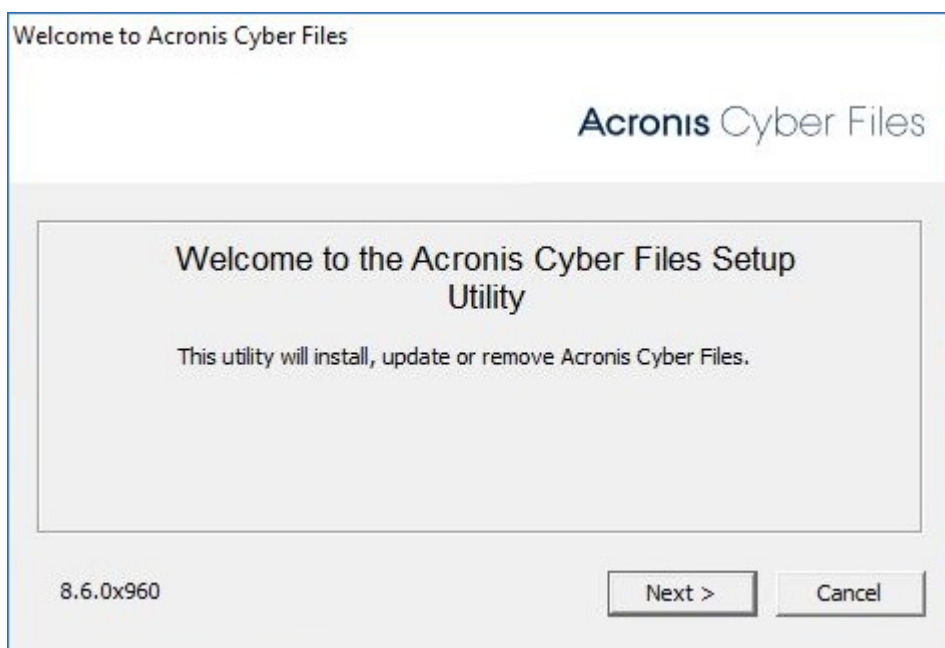 Welcome to Acronis Cyber Files
Acronis Cyber Files
Welcome to the Acronis Cyber Files Setup
Utility
This utility will install, update or remove Acronis Cyber Files.
8.6.0x960
Next >
Cancel